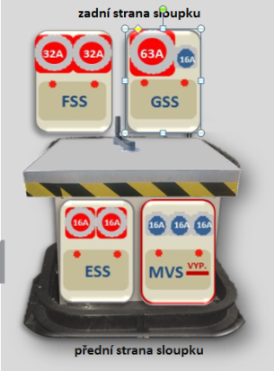 zadní strana sloupku
32A 32A 63A 16A
FSS GSS
16A 16A 16A 16A 16A
ESS MVS VYP.
přední strana sloupku